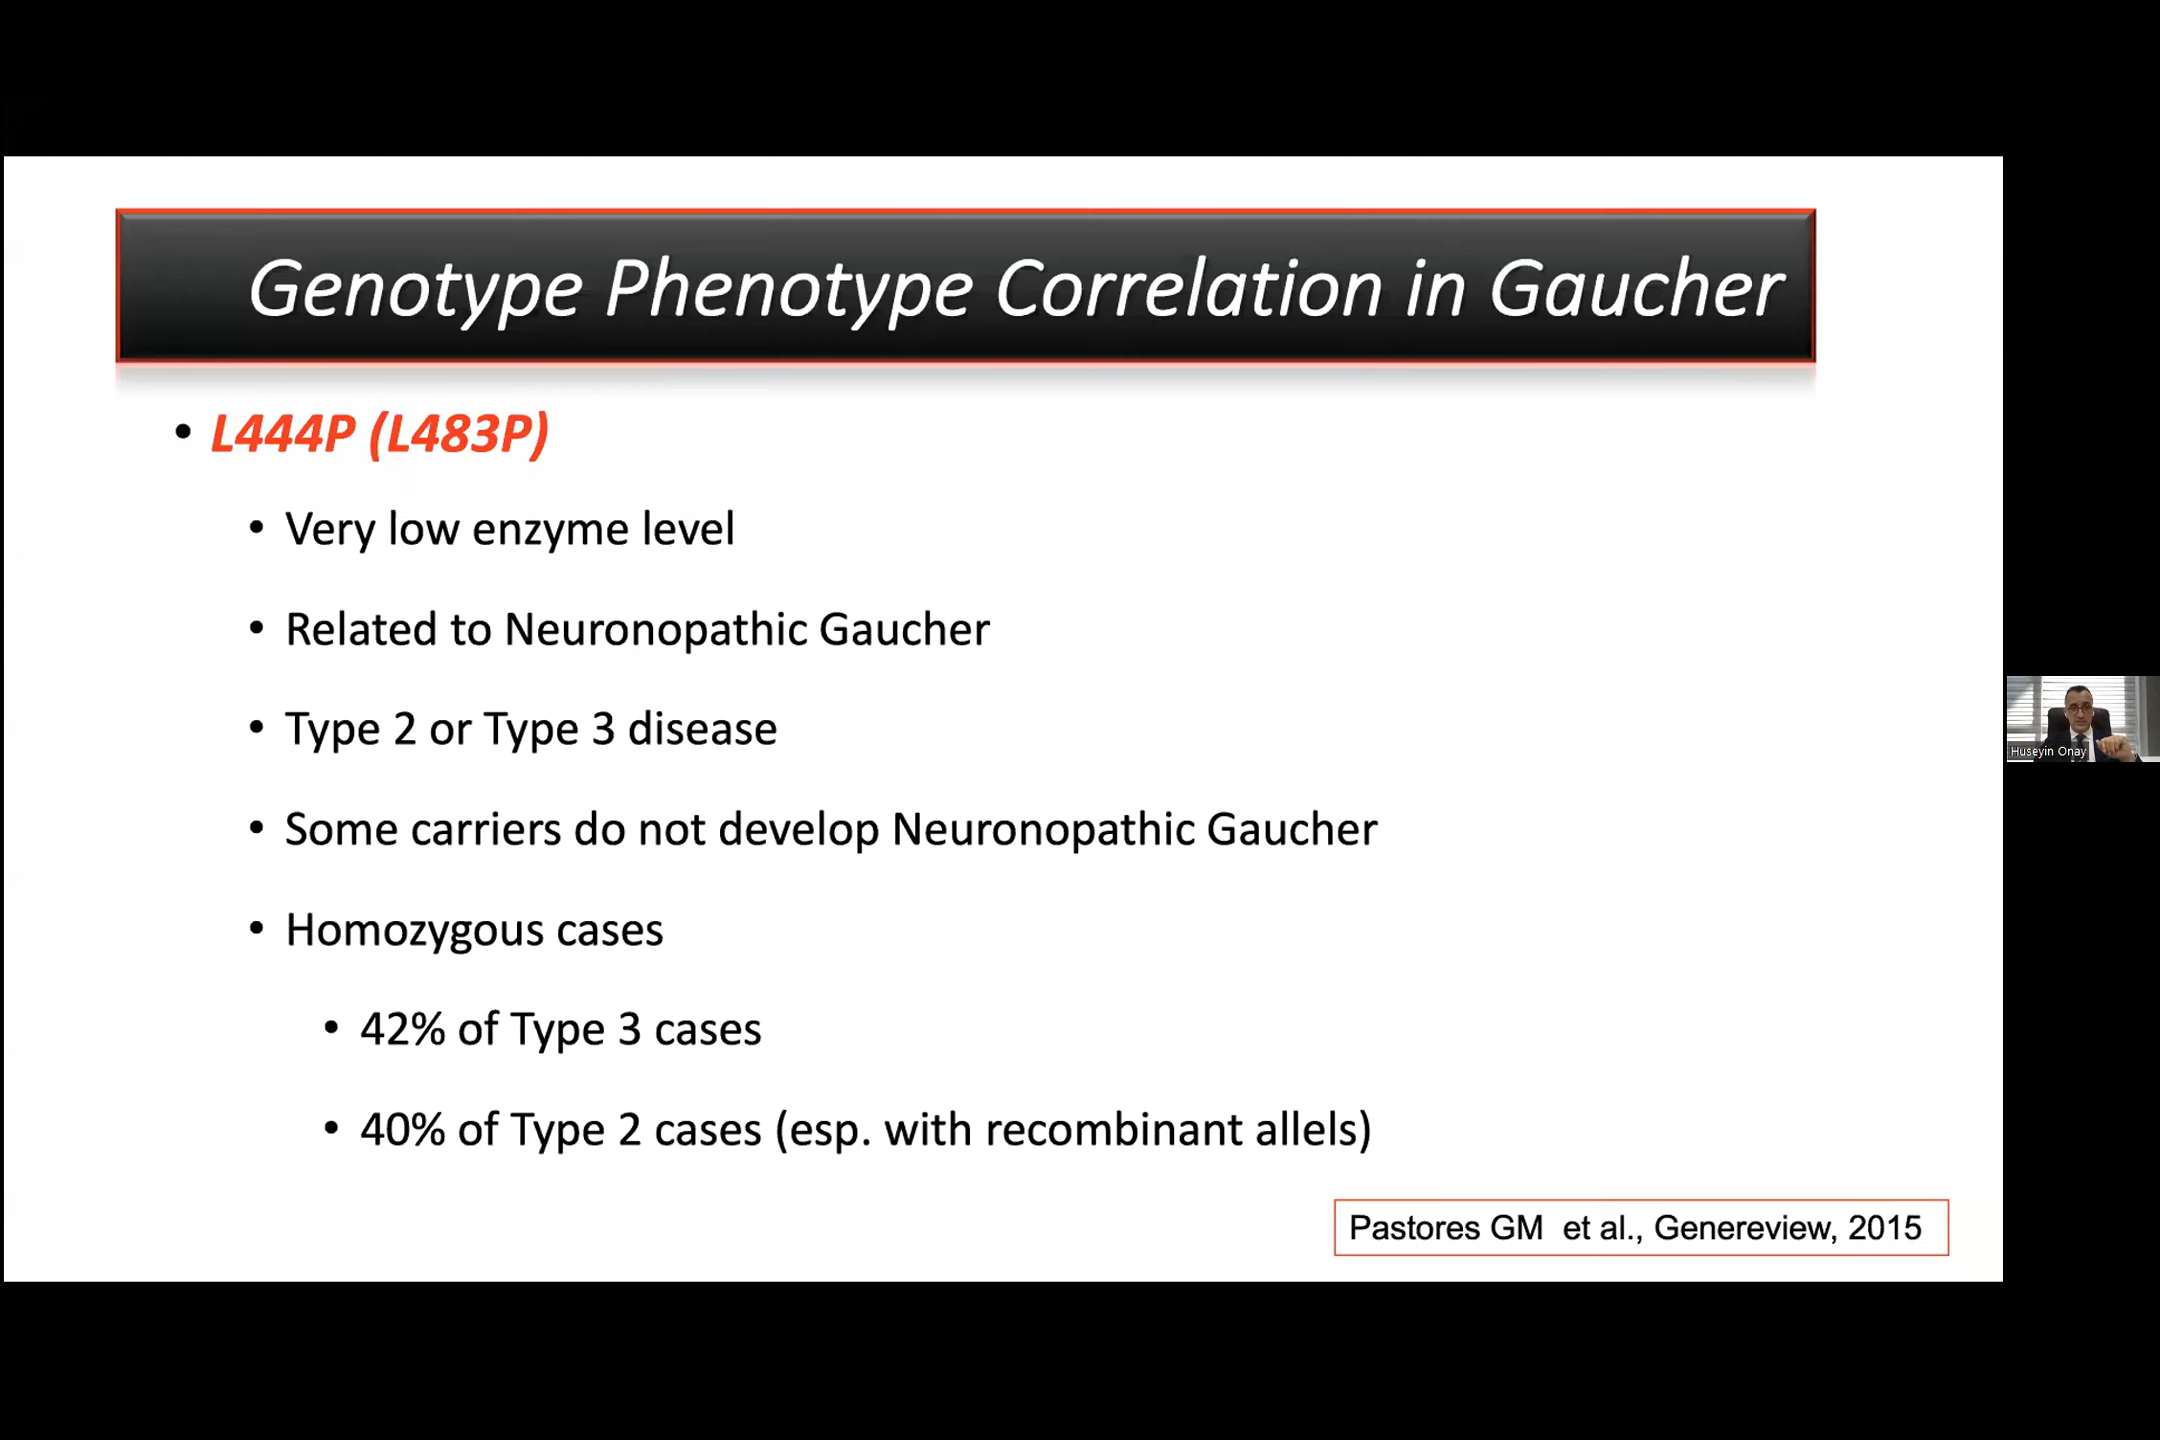 Genotype Phenotype Correlation in Gaucher
• L444P (L483P)
• Very low enzyme level
• Related to Neuronopathic Gaucher
• Type 2 or Type 3 disease
• Some carriers do not develop Neuronopathic Gaucher
• Homozygous cases
• 42% of Type 3 cases
• 40% of Type 2 cases (esp. with recombinant allels)
Pastores GM et al., Genereview, 2015
Huseyin Onay